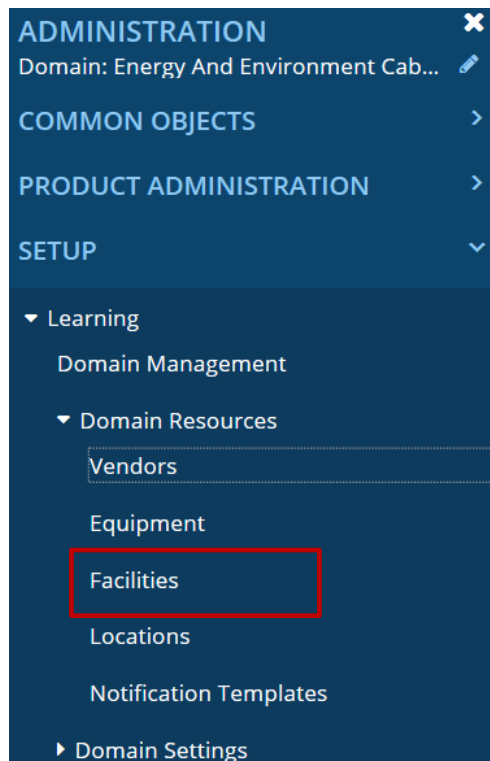 ADMINISTRATION
Domain: Energy And Environment Cab...
COMMON OBJECTS
PRODUCT ADMINISTRATION
SETUP
Learning
Domain Management
Domain Resources
Vendors
Equipment
Facilities
Locations
Notification Templates
Domain Settings